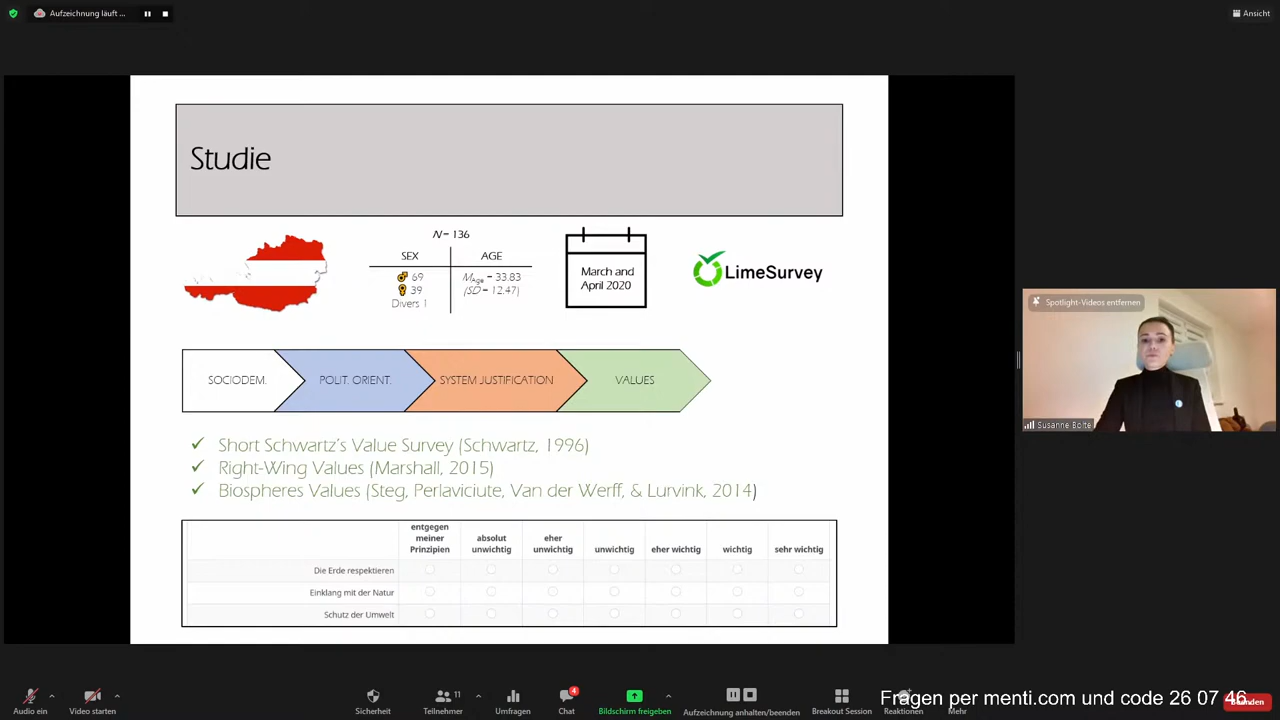 Aufzeichnung läuft ...
Ansicht
Studie
N = 136
SEX AGE
69
39
Divers 1
MAge = 33.83
(SD = 12.47)
March and
April 2020
LimeSurvey
SOCIODEM. POLIT. ORIENT. SYSTEM JUSTIFICATION VALUES
Short Schwartz's Value Survey (Schwartz, 1996)
Right-Wing Values (Marshall, 2015)
Biospheres Values (Steg, Perlaviciute, Van der Werff, & Lurvink, 2014)
entgegen meiner Prinzipien absolut unwichtig eher unwichtig unwichtig eher wichtig wichtig sehr wichtig
Die Erde respektieren
Einklang mit der Natur
Schutz der Umwelt
Spotlight-Videos entfernen
Susanne Bolte
Fragen per menti.com und code 26 07 46
Audio ein Video starten Sicherheit Teilnehmer 11 Umfragen Chat 4 Bildschirm freigeben Aufzeichnung anhalten/beenden Breakout Session Reaktionen Mehr Beenden